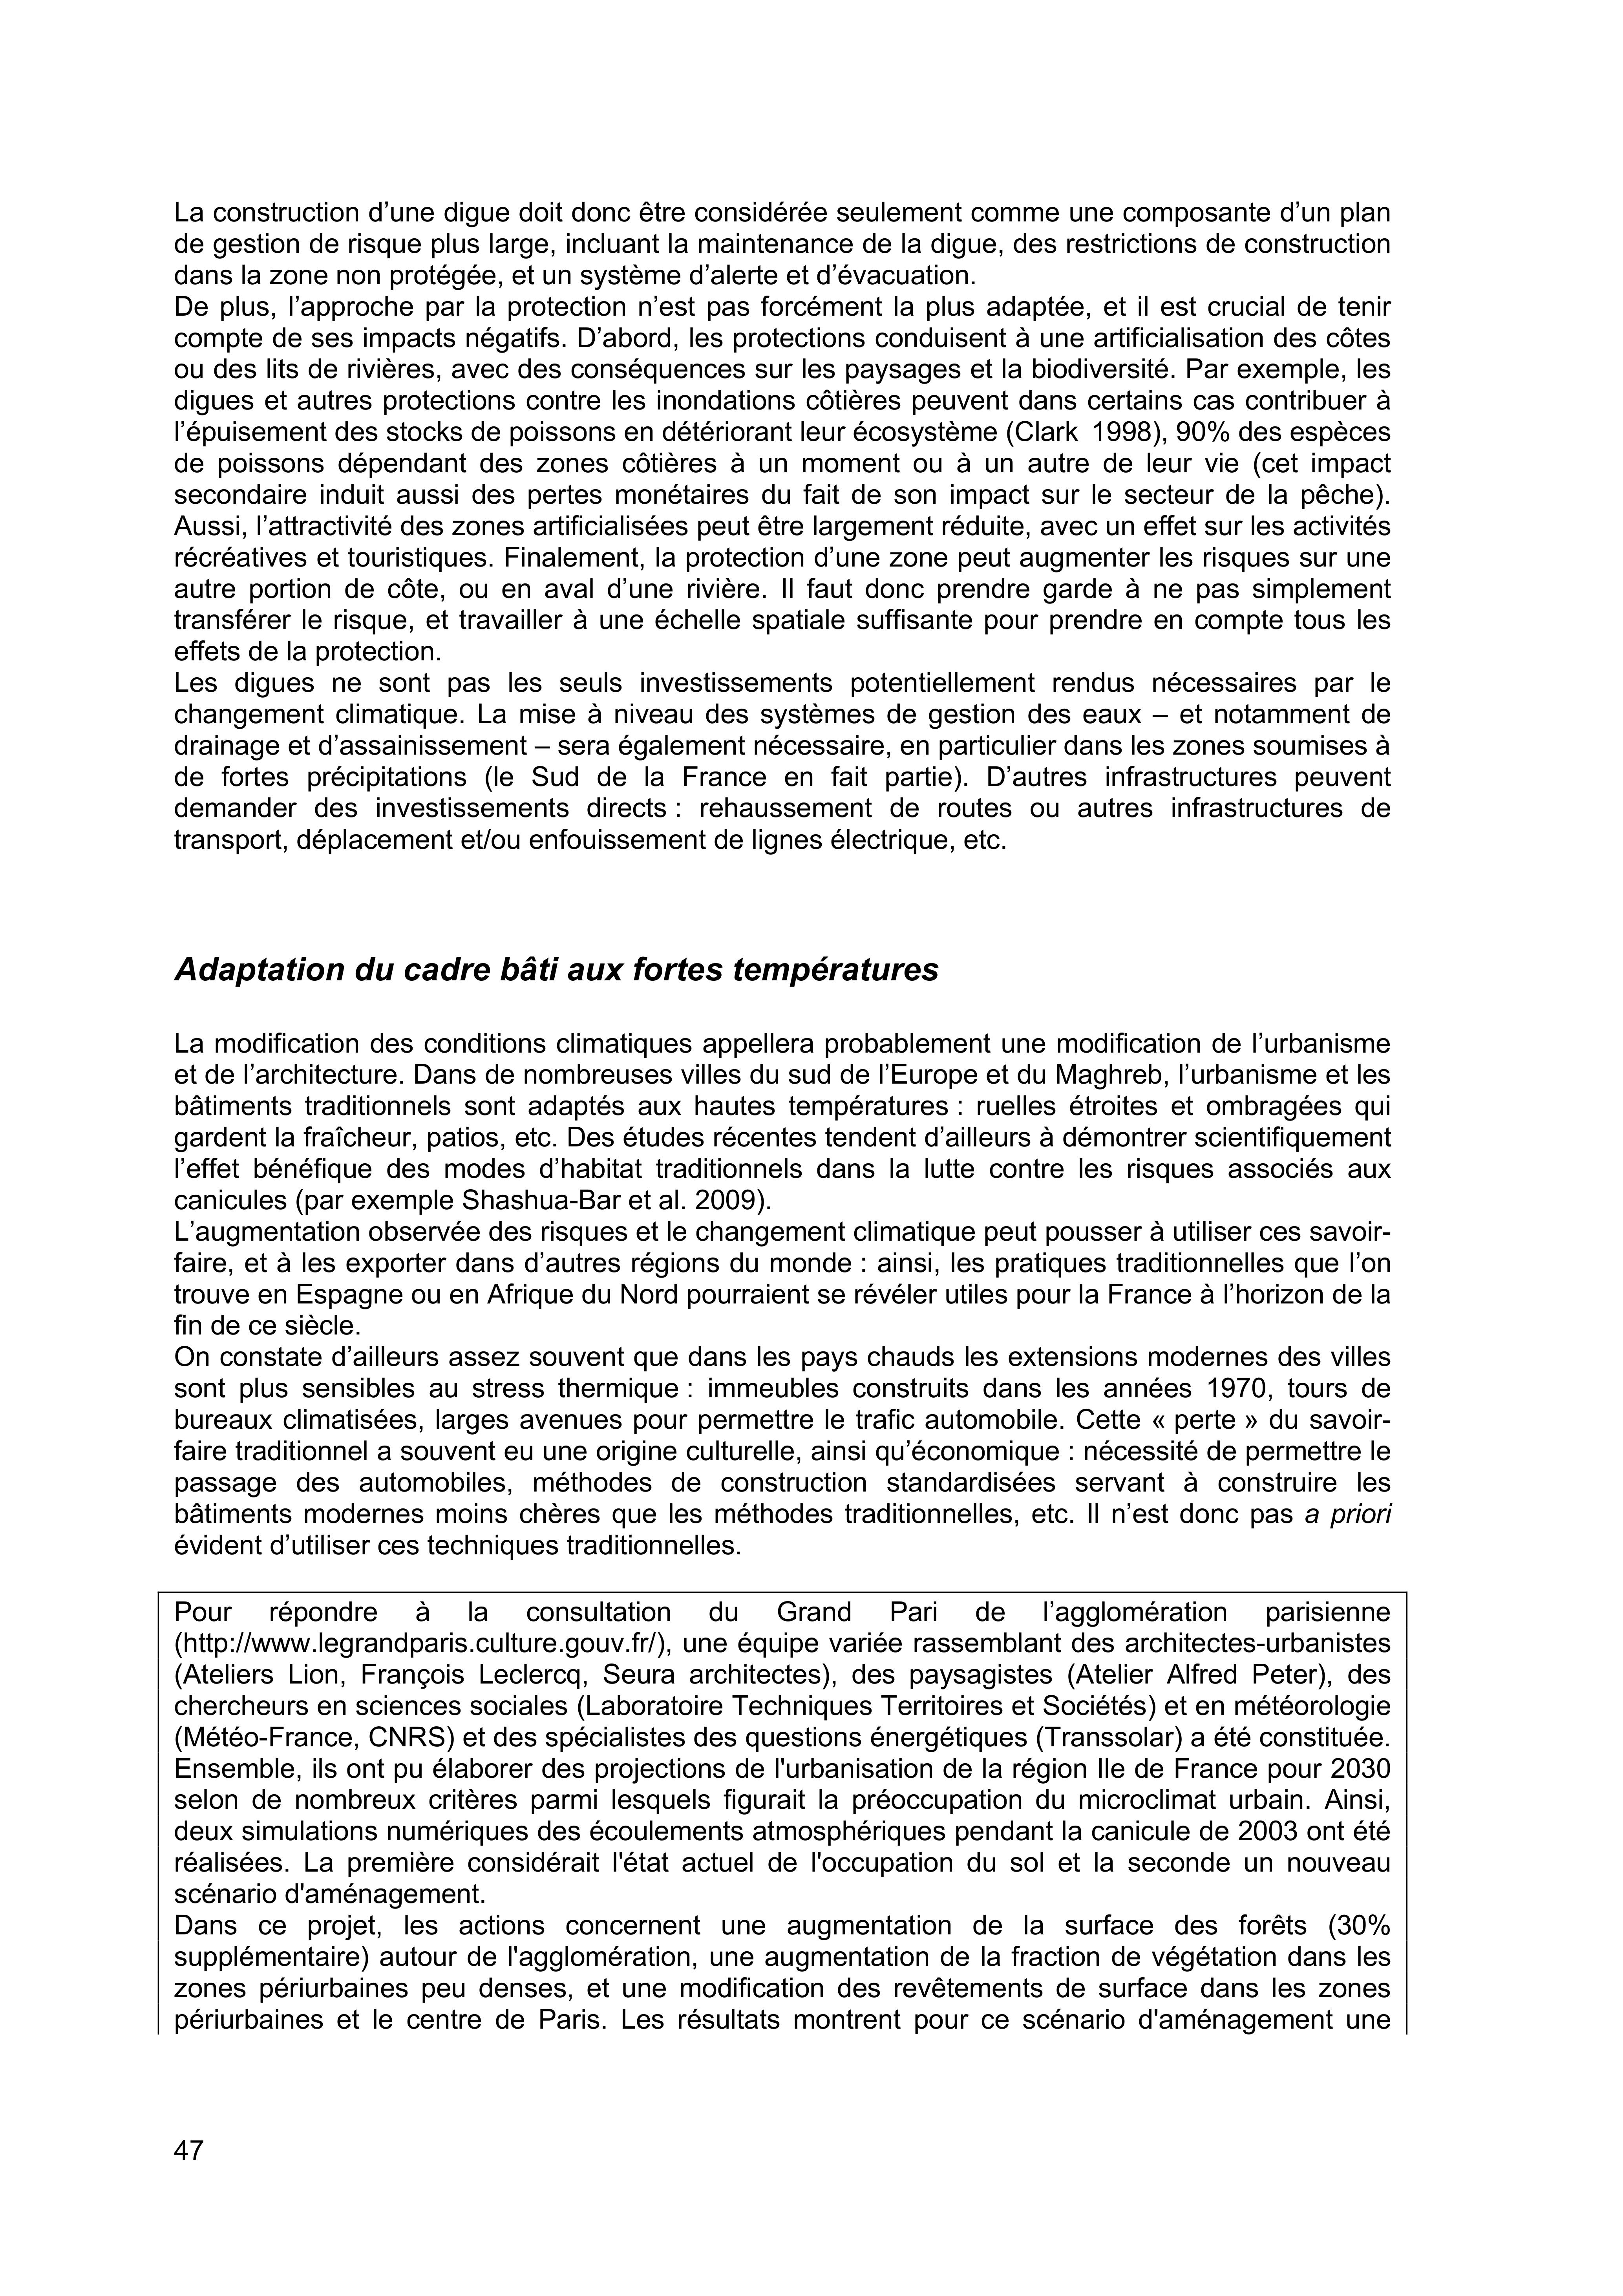 La construction d’une digue doit donc être considérée seulement comme une composante d’un plan
de gestion de risque plus large, incluant la maintenance de la digue, des restrictions de construction
dans la zone non protégée, et un système d’alerte et d’évacuation.
De plus, l’approche par la protection n’est pas forcément la plus adaptée, et il est crucial de tenir
compte de ses impacts négatifs. D’abord, les protections conduisent à une artificialisation des côtes
ou des lits de rivières, avec des conséquences sur les paysages et la biodiversité. Par exemple, les
digues et autres protections contre les inondations côtières peuvent dans certains cas contribuer à
l’épuisement des stocks de poissons en détériorant leur écosystème (Clark 1998), 90% des espèces
de poissons dépendant des zones côtières à un moment ou à un autre de leur vie (cet impact
secondaire induit aussi des pertes monétaires du fait de son impact sur le secteur de la pêche).
Aussi, l’attractivité des zones artificialisées peut être largement réduite, avec un effet sur les activités
récréatives et touristiques. Finalement, la protection d’une zone peut augmenter les risques sur une
autre portion de côte, ou en aval d’une rivière. Il faut donc prendre garde à ne pas simplement
transférer le risque, et travailler à une échelle spatiale suffisante pour prendre en compte tous les
effets de la protection.
Les digues ne sont pas les seuls investissements potentiellement rendus nécessaires par le
changement climatique. La mise à niveau des systèmes de gestion des eaux – et notamment de
drainage et d’assainissement – sera également nécessaire, en particulier dans les zones soumises à
de fortes précipitations (le Sud de la France en fait partie). D’autres infrastructures peuvent
demander des investissements directs : rehaussement de routes ou autres infrastructures de
transport, déplacement et/ou enfouissement de lignes électrique, etc.
Adaptation du cadre bâti aux fortes températures
La modification des conditions climatiques appellera probablement une modification de l’urbanisme
et de l’architecture. Dans de nombreuses villes du sud de l’Europe et du Maghreb, l’urbanisme et les
bâtiments traditionnels sont adaptés aux hautes températures : ruelles étroites et ombragées qui
gardent la fraîcheur, patios, etc. Des études récentes tendent d’ailleurs à démontrer scientifiquement
l’effet bénéfique des modes d’habitat traditionnels dans la lutte contre les risques associés aux
canicules (par exemple Shashua-Bar et al. 2009).
L’augmentation observée des risques et le changement climatique peut pousser à utiliser ces savoir-
faire, et à les exporter dans d’autres régions du monde : ainsi, les pratiques traditionnelles que l’on
trouve en Espagne ou en Afrique du Nord pourraient se révéler utiles pour la France à l’horizon de la
fin de ce siècle.
On constate d’ailleurs assez souvent que dans les pays chauds les extensions modernes des villes
sont plus sensibles au stress thermique : immeubles construits dans les années 1970, tours de
bureaux climatisées, larges avenues pour permettre le trafic automobile. Cette « perte » du savoir-
faire traditionnel a souvent eu une origine culturelle, ainsi qu’économique : nécessité de permettre le
passage des automobiles, méthodes de construction standardisées servant à construire les
bâtiments modernes moins chères que les méthodes traditionnelles, etc. Il n’est donc pas a priori
évident d’utiliser ces techniques traditionnelles.
Pour répondre à la consultation du Grand Pari de l’agglomération parisienne
(http://www.legrandparis.culture.gouv.fr/), une équipe variée rassemblant des architectes-urbanistes
(Ateliers Lion, François Leclercq, Seura architectes), des paysagistes (Atelier Alfred Peter), des
chercheurs en sciences sociales (Laboratoire Techniques Territoires et Sociétés) et en météorologie
(Météo-France, CNRS) et des spécialistes des questions énergétiques (Transsolar) a été constituée.
Ensemble, ils ont pu élaborer des projections de l'urbanisation de la région Ile de France pour 2030
selon de nombreux critères parmi lesquels figurait la préoccupation du microclimat urbain. Ainsi,
deux simulations numériques des écoulements atmosphériques pendant la canicule de 2003 ont été
réalisées. La première considérait l'état actuel de l'occupation du sol et la seconde un nouveau
scénario d'aménagement.
Dans ce projet, les actions concernent une augmentation de la surface des forêts (30%
supplémentaire) autour de l'agglomération, une augmentation de la fraction de végétation dans les
zones périurbaines peu denses, et une modification des revêtements de surface dans les zones
périurbaines et le centre de Paris. Les résultats montrent pour ce scénario d'aménagement une
47